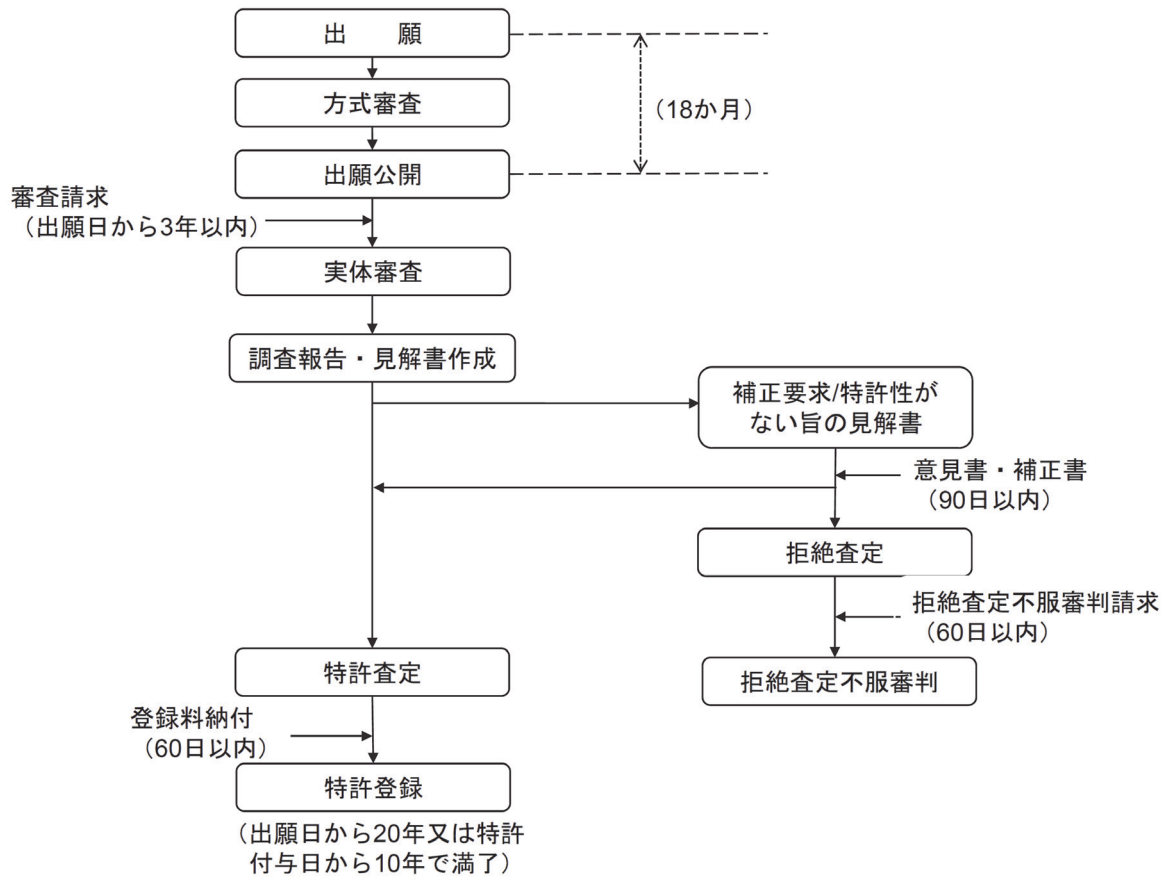 出　　願
(18か月)
方式審査
出願公開
審査請求
(出願日から3年以内)
実体審査
調査報告・見解書作成
補正要求/特許性が
ない旨の見解書
意見書・補正書
(90日以内)
拒絶査定
拒絶査定不服審判請求
(60日以内)
拒絶査定不服審判
特許査定
登録料納付
(60日以内)
特許登録
(出願日から20年又は特許
付与日から10年で満了)